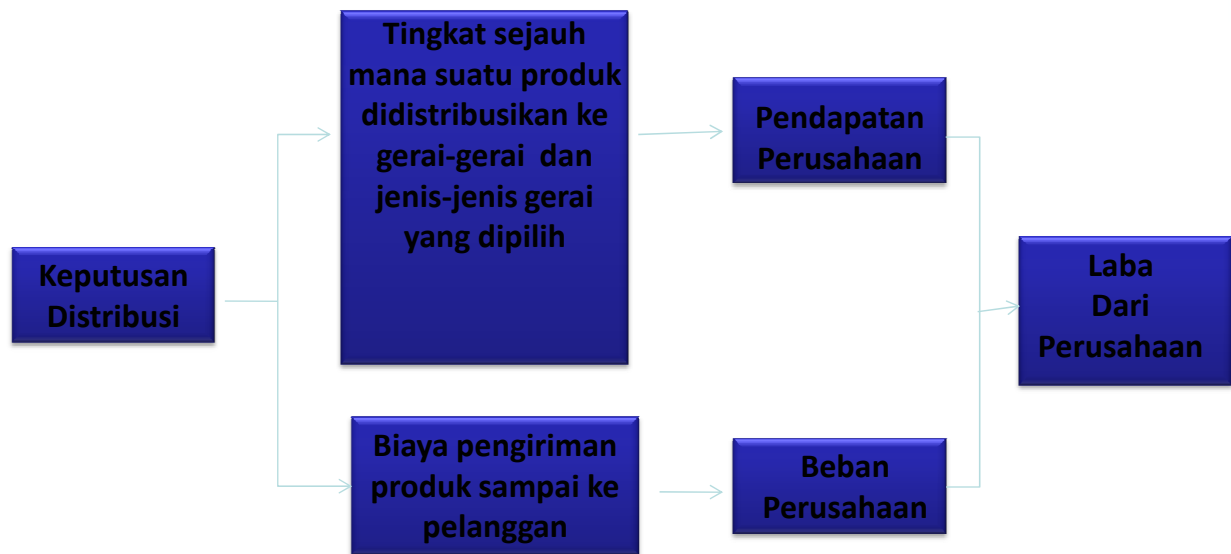 Keputusan
Distribusi
Tingkat sejauh
mana suatu produk
didistribusikan ke
gerai-gerai dan
jenis-jenis gerai
yang dipilih
Biaya pengiriman
produk sampai ke
pelanggan
Pendapatan
Perusahaan
Beban
Perusahaan
Laba
Dari
Perusahaan